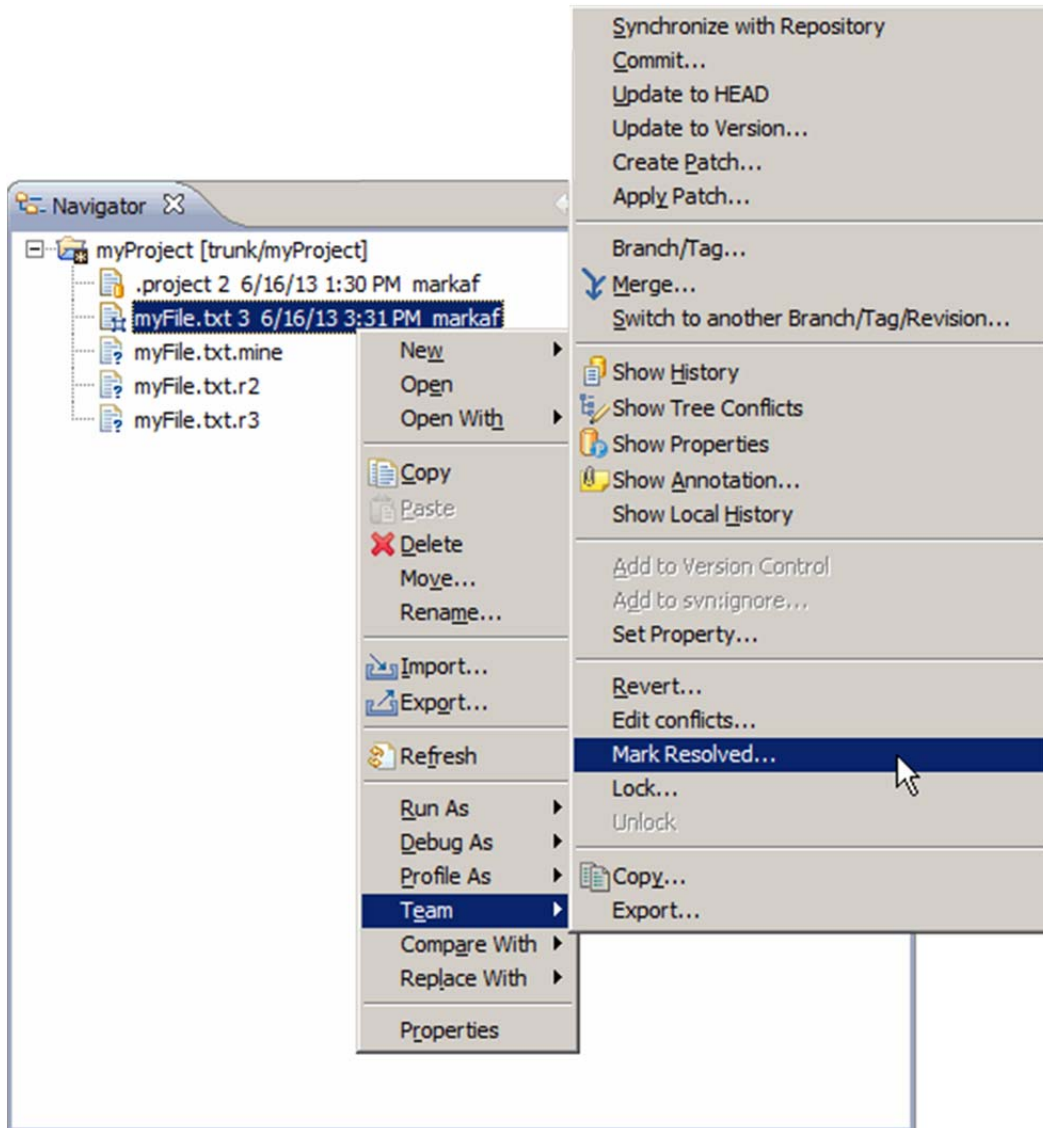 Navigator
myProject [trunk/myProject]
.project 2 6/16/13 1:30 PM markaf
myFile.txt 3 6/16/13 3:31 PM markaf
myFile.txt.mine
myFile.txt.r2
myFile.txt.r3
New
Open
Open With
Copy
Paste
Delete
Move...
Rename...
Import...
Export...
Refresh
Run As
Debug As
Profile As
Team
Compare With
Replace With
Properties
Synchronize with Repository
Commit...
Update to HEAD
Update to Version...
Create Patch...
Apply Patch...
Branch/Tag...
Merge...
Switch to another Branch/Tag/Revision...
Show History
Show Tree Conflicts
Show Properties
Show Annotation...
Show Local History
Add to Version Control
Add to svn:ignore...
Set Property...
Revert...
Edit conflicts...
Mark Resolved...
Lock...
Unlock
Copy...
Export...